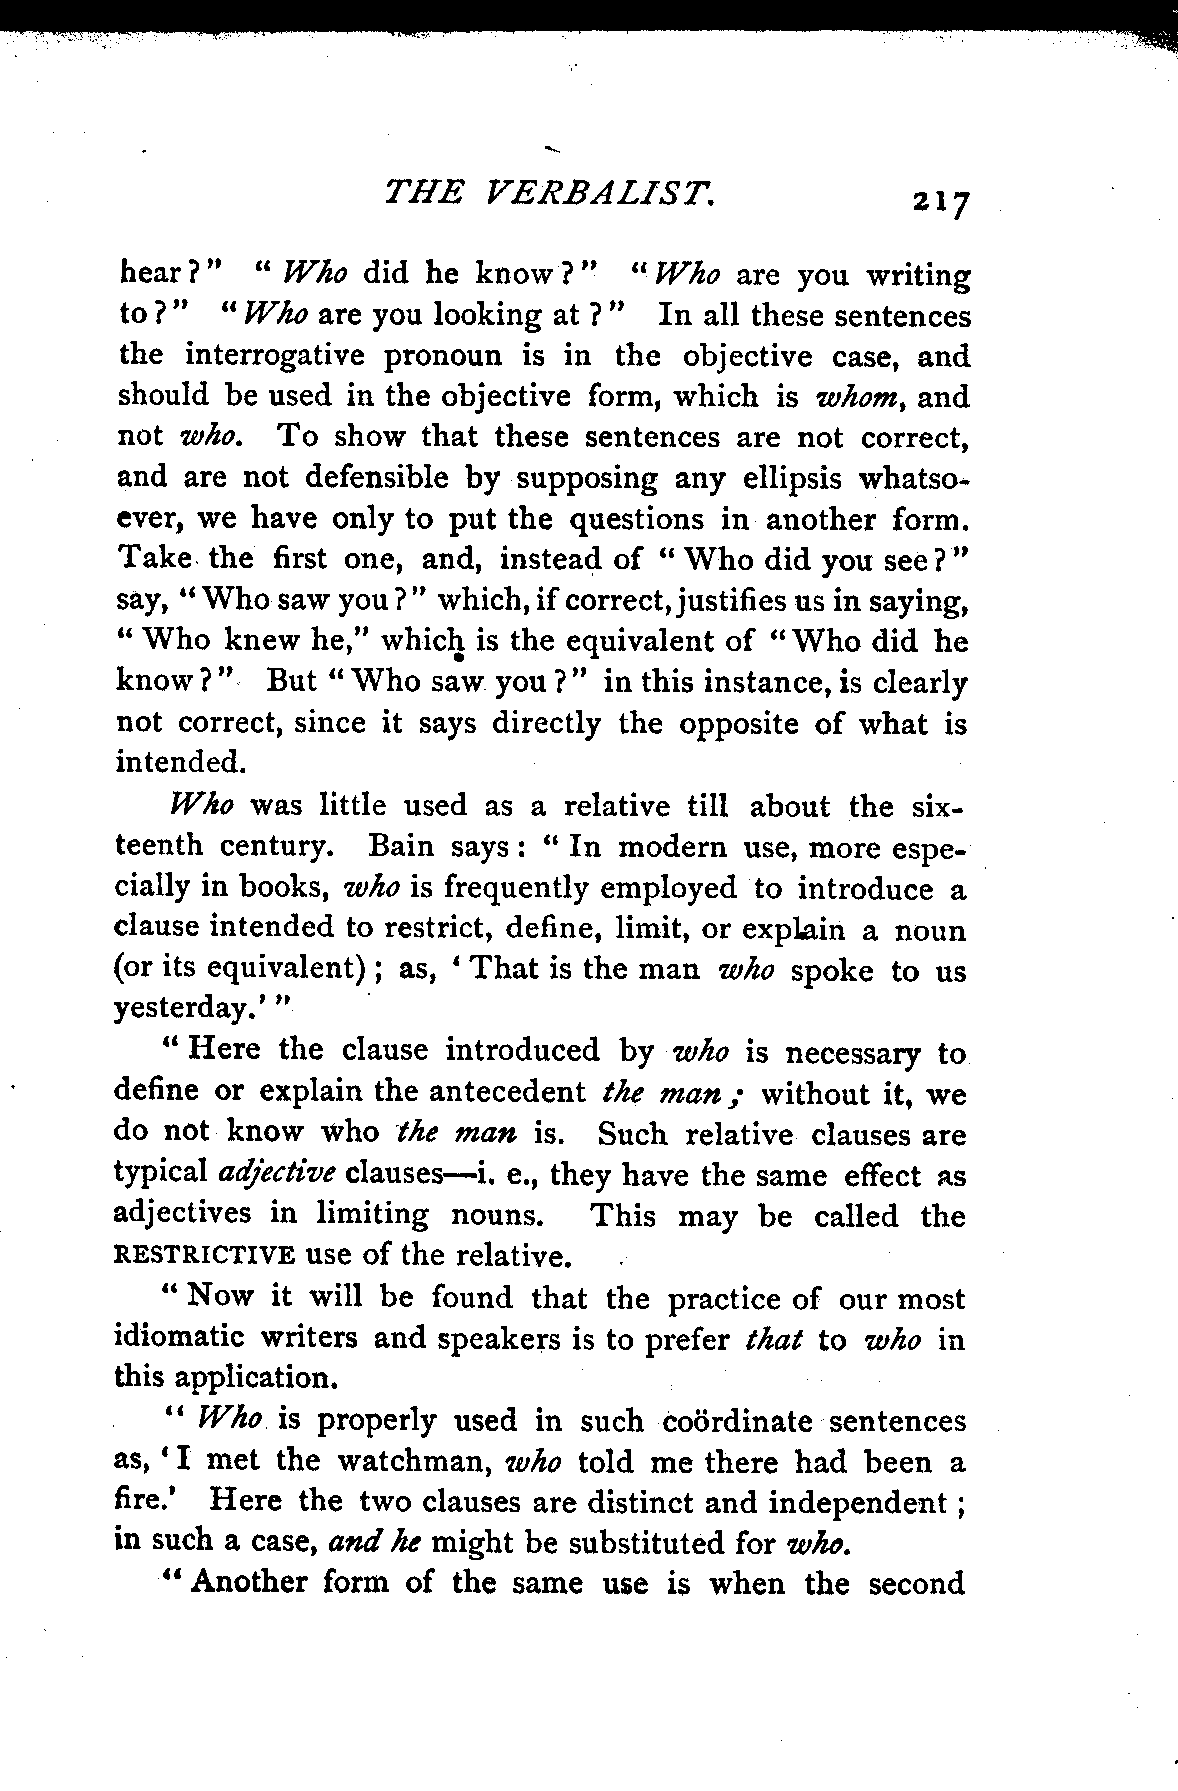 THE VERBALIST. 217
hear?" "Who did he know?" "Who are you writing
to?" "Who are you looking at?" In all these sentences
the interrogative pronoun is in the objective case, and
should be used in the objective form, which is whom, and
not who. To show that these sentences are not correct,
and are not defensible by supposing any ellipsis whatso-
ever, we have only to put the questions in another form.
Take the first one, and, instead of "Who did you see?"
say, "Who saw you?" which, if correct, justifies us in saying,
"Who knew he," which is the equivalent of "Who did he
know?" But "Who saw you?" in this instance, is clearly
not correct, since it says directly the opposite of what is
intended.
Who was little used as a relative till about the six-
teenth century. Bain says: "In modern use, more espe-
cially in books, who is frequently employed to introduce a
clause intended to restrict, define, limit, or explain a noun
(or its equivalent); as, 'That is the man who spoke to us
yesterday.'"
"Here the clause introduced by who is necessary to
define or explain the antecedent the man; without it, we
do not know who the man is. Such relative clauses are
typical adjective clauses—i. e., they have the same effect as
adjectives in limiting nouns. This may be called the
RESTRICTIVE use of the relative.
"Now it will be found that the practice of our most
idiomatic writers and speakers is to prefer that to who in
this application.
"Who is properly used in such coördinate sentences
as, 'I met the watchman, who told me there had been a
fire.' Here the two clauses are distinct and independent;
in such a case, and he might be substituted for who.
"Another form of the same use is when the second